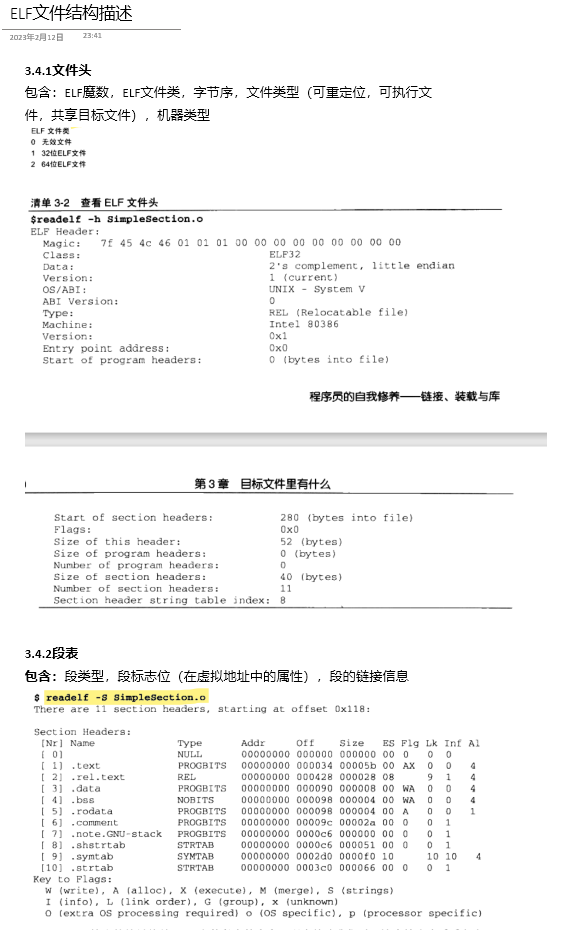 ELF文件结构描述
2023年2月12日 23:41
3.4.1文件头
包含：ELF魔数，ELF文件类，字节序，文件类型（可重定位，可执行文
件，共享目标文件），机器类型
ELF 文件类
0 无效文件
1 32位ELF文件
2 64位ELF文件
清单 3-2 查看 ELF 文件头
$readelf -h SimpleSection.o
ELF Header:
Magic: 7f 45 4c 46 01 01 01 00 00 00 00 00 00 00 00 00
Class: ELF32
Data: 2's complement, little endian
Version: 1 (current)
OS/ABI: UNIX - System V
ABI Version: 0
Type: REL (Relocatable file)
Machine: Intel 80386
Version: 0x1
Entry point address: 0x0
Start of program headers: 0 (bytes into file)
程序员的自我修养——链接、装载与库
第 3 章 目标文件里有什么
Start of section headers: 280 (bytes into file)
Flags: 0x0
Size of this header: 52 (bytes)
Size of program headers: 0 (bytes)
Number of program headers: 0
Size of section headers: 40 (bytes)
Number of section headers: 11
Section header string table index: 8
3.4.2段表
包含：段类型，段标志位（在虚拟地址中的属性），段的链接信息
$ readelf -S SimpleSection.o
There are 11 section headers, starting at offset 0x118:
Section Headers:
[Nr] Name Type Addr Off Size ES Flg Lk Inf Al
[ 0] NULL 00000000 000000 000000 00 0 0 0
[ 1] .text PROGBITS 00000000 000034 00005b 00 AX 0 0 4
[ 2] .rel.text REL 00000000 000428 000028 08 9 1 4
[ 3] .data PROGBITS 00000000 000090 000008 00 WA 0 0 4
[ 4] .bss NOBITS 00000000 000098 000004 00 WA 0 0 4
[ 5] .rodata PROGBITS 00000000 000098 000004 00 A 0 0 1
[ 6] .comment PROGBITS 00000000 00009c 00002a 00 0 0 1
[ 7] .note.GNU-stack PROGBITS 00000000 0000c6 000000 00 0 0 1
[ 8] .shstrtab STRTAB 00000000 0000c6 000051 00 0 0 1
[ 9] .symtab SYMTAB 00000000 0002d0 0000f0 10 10 10 4
[10] .strtab STRTAB 00000000 0003c0 000066 00 0 0 1
Key to Flags:
W (write), A (alloc), X (execute), M (merge), S (strings)
I (info), L (link order), G (group), x (unknown)
O (extra OS processing required) o (OS specific), p (processor specific)